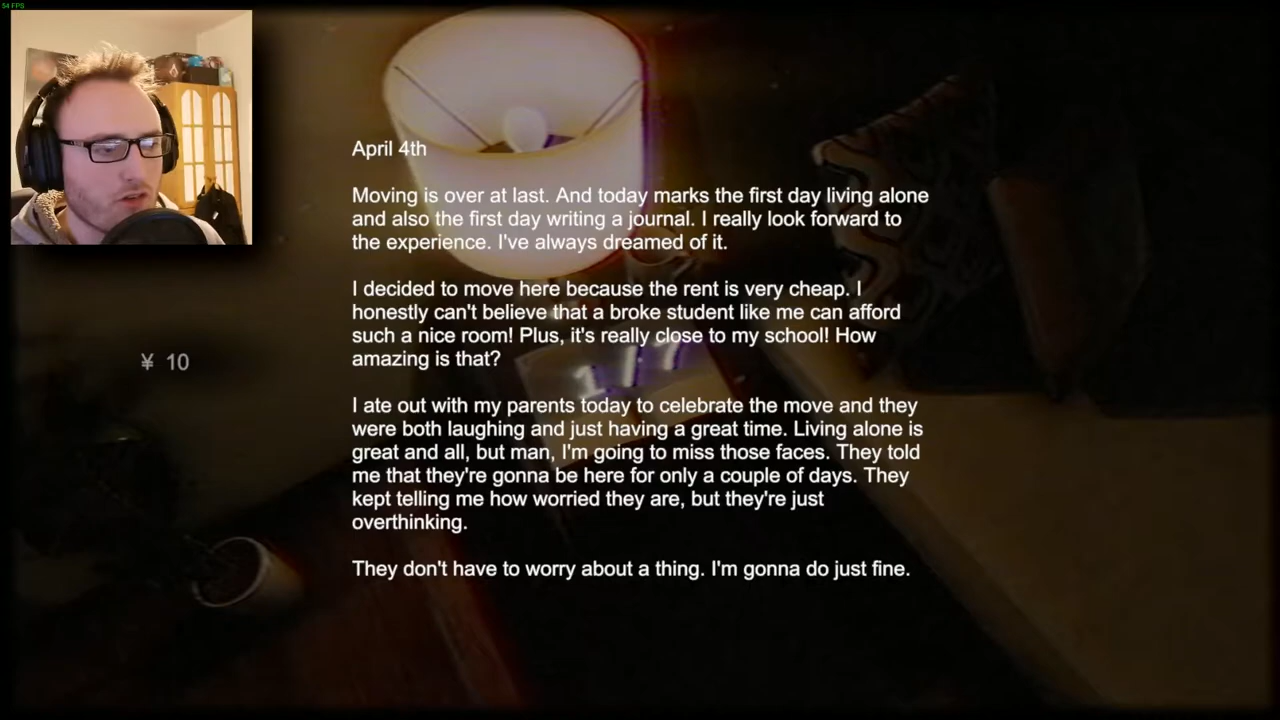 54 FPS
April 4th
Moving is over at last. And today marks the first day living alone
and also the first day writing a journal. I really look forward to
the experience. I've always dreamed of it.
I decided to move here because the rent is very cheap. I
honestly can't believe that a broke student like me can afford
such a nice room! Plus, it's really close to my school! How
amazing is that?
¥ 10
I ate out with my parents today to celebrate the move and they
were both laughing and just having a great time. Living alone is
great and all, but man, I'm going to miss those faces. They told
me that they're gonna be here for only a couple of days. They
kept telling me how worried they are, but they're just
overthinking.
They don't have to worry about a thing. I'm gonna do just fine.